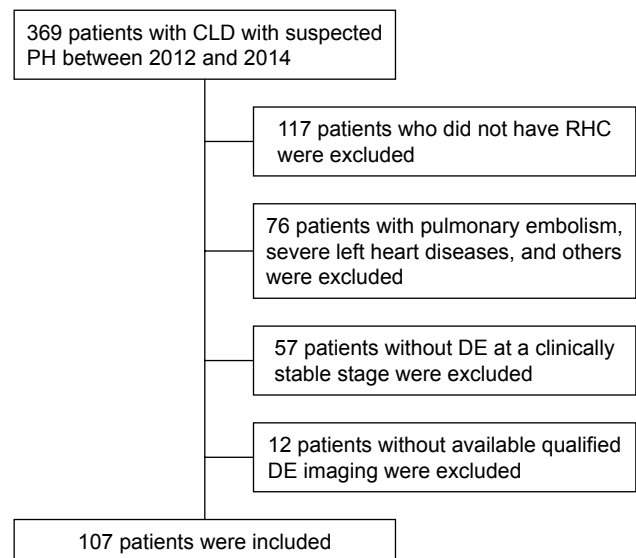 369 patients with CLD with suspected
PH between 2012 and 2014
117 patients who did not have RHC
were excluded
76 patients with pulmonary embolism,
severe left heart diseases, and others
were excluded
57 patients without DE at a clinically
stable stage were excluded
12 patients without available qualified
DE imaging were excluded
107 patients were included